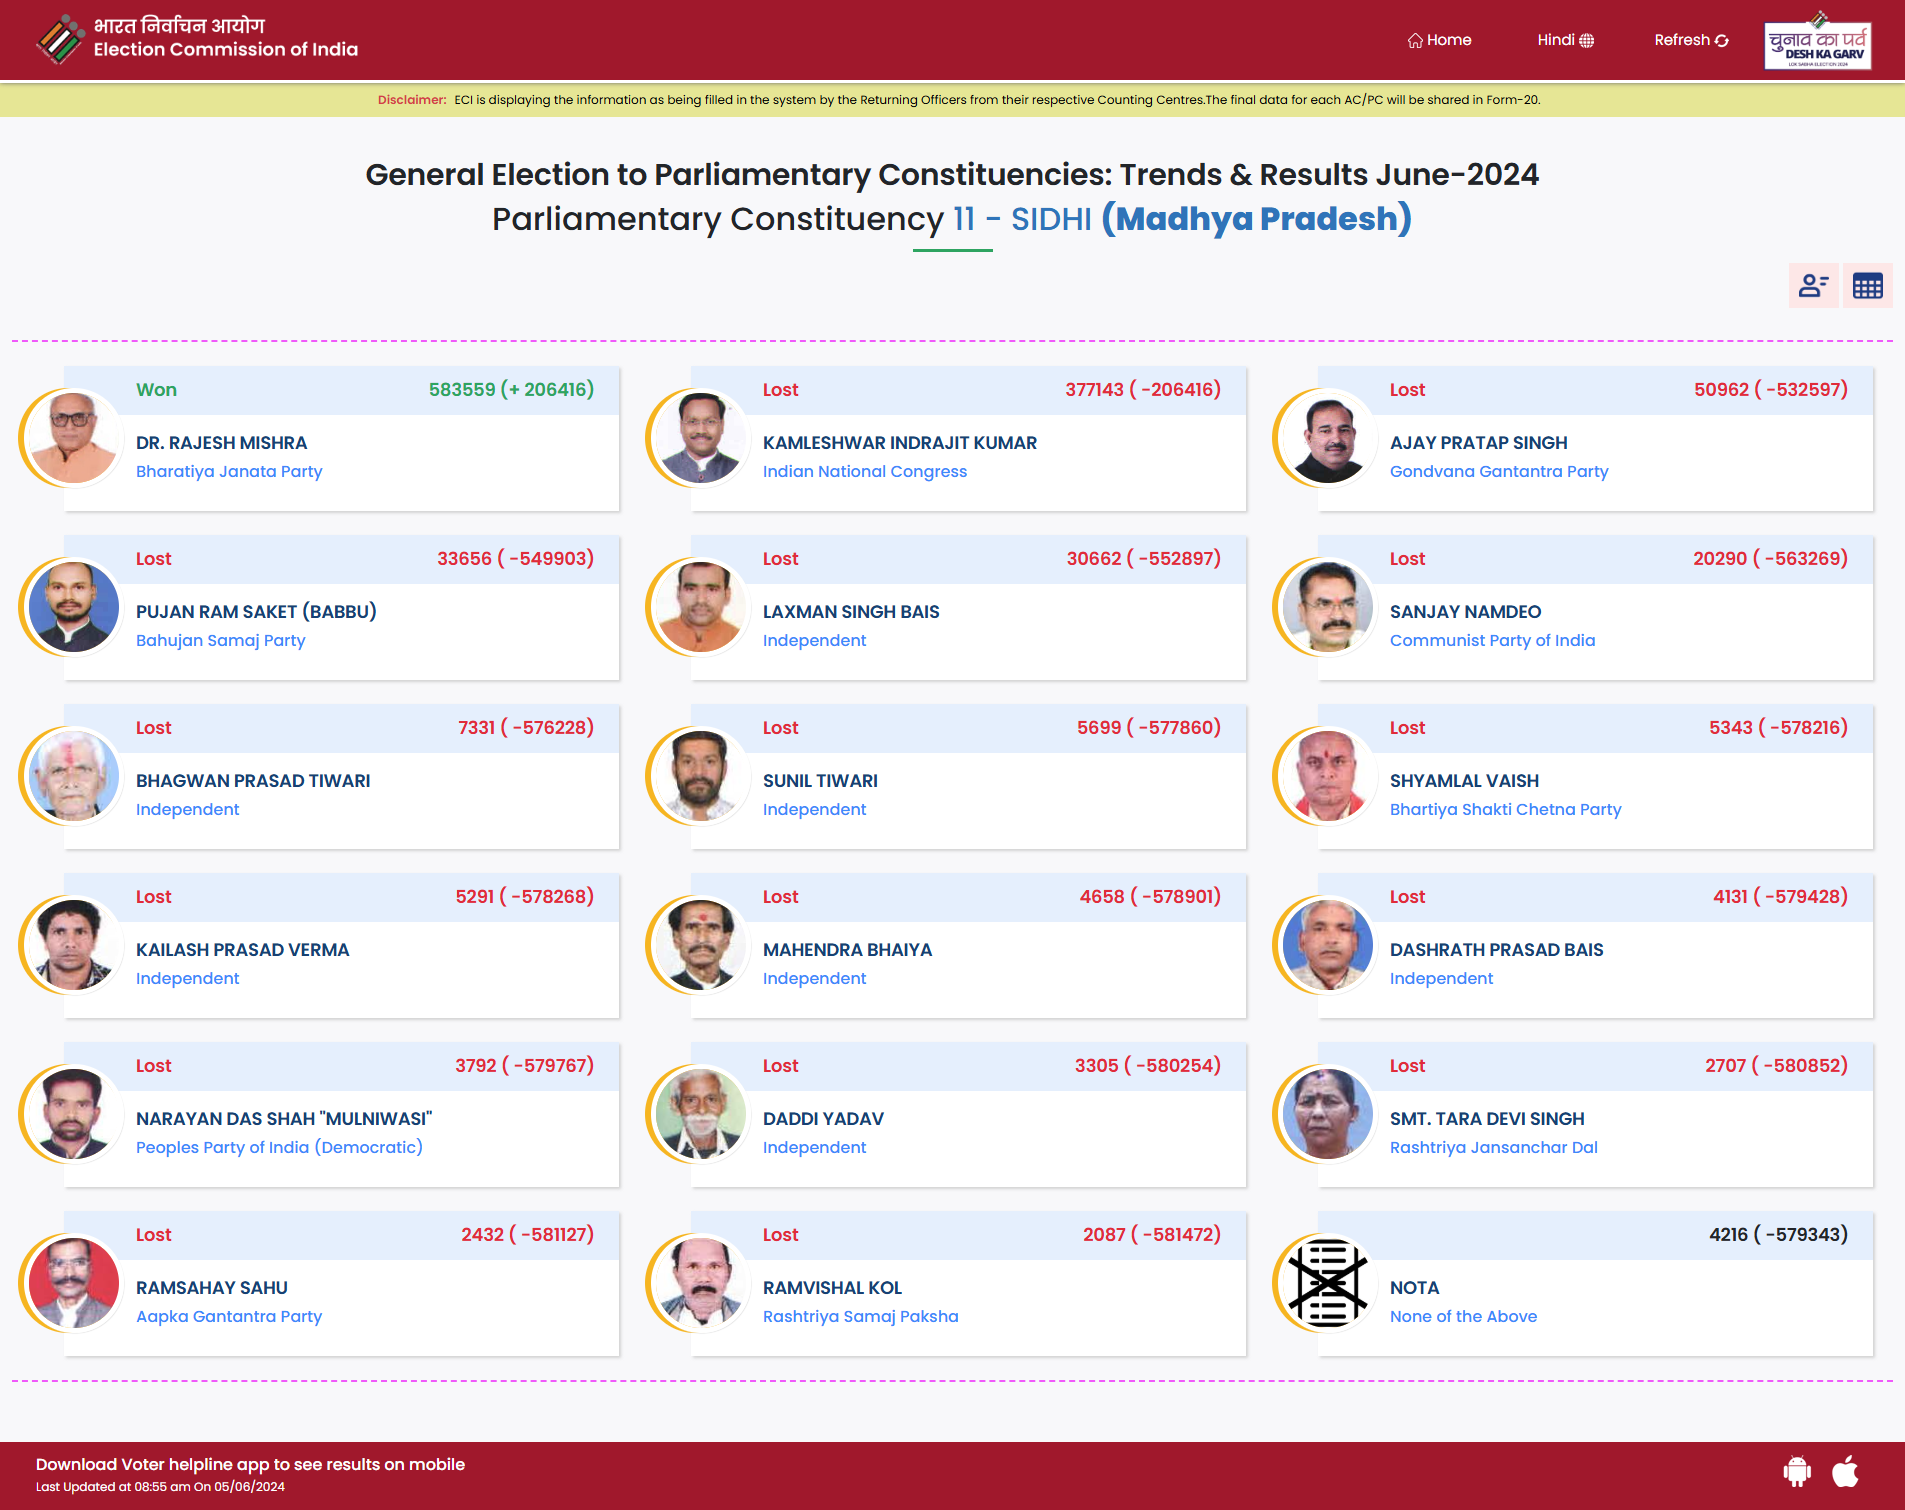 भारत निर्वाचन आयोग
Election Commission of India
Home
Hindi
Refresh
चुनाव का पर्व
DESH KA GARV
LOK SABHA ELECTION 2024
Disclaimer: ECI is displaying the information as being filled in the system by the Returning Officers from their respective Counting Centres.The final data for each AC/PC will be shared in Form-20.
General Election to Parliamentary Constituencies: Trends & Results June-2024
Parliamentary Constituency 11 - SIDHI (Madhya Pradesh)
Won 583559 (+ 206416)
DR. RAJESH MISHRA
Bharatiya Janata Party
Lost 377143 ( -206416)
KAMLESHWAR INDRAJIT KUMAR
Indian National Congress
Lost 50962 ( -532597)
AJAY PRATAP SINGH
Gondvana Gantantra Party
Lost 33656 ( -549903)
PUJAN RAM SAKET (BABBU)
Bahujan Samaj Party
Lost 30662 ( -552897)
LAXMAN SINGH BAIS
Independent
Lost 20290 ( -563269)
SANJAY NAMDEO
Communist Party of India
Lost 7331 ( -576228)
BHAGWAN PRASAD TIWARI
Independent
Lost 5699 ( -577860)
SUNIL TIWARI
Independent
Lost 5343 ( -578216)
SHYAMLAL VAISH
Bhartiya Shakti Chetna Party
Lost 5291 ( -578268)
KAILASH PRASAD VERMA
Independent
Lost 4658 ( -578901)
MAHENDRA BHAIYA
Independent
Lost 4131 ( -579428)
DASHRATH PRASAD BAIS
Independent
Lost 3792 ( -579767)
NARAYAN DAS SHAH "MULNIWASI"
Peoples Party of India (Democratic)
Lost 3305 ( -580254)
DADDI YADAV
Independent
Lost 2707 ( -580852)
SMT. TARA DEVI SINGH
Rashtriya Jansanchar Dal
Lost 2432 ( -581127)
RAMSAHAY SAHU
Aapka Gantantra Party
Lost 2087 ( -581472)
RAMVISHAL KOL
Rashtriya Samaj Paksha
4216 ( -579343)
NOTA
None of the Above
Download Voter helpline app to see results on mobile
Last Updated at 08:55 am On 05/06/2024